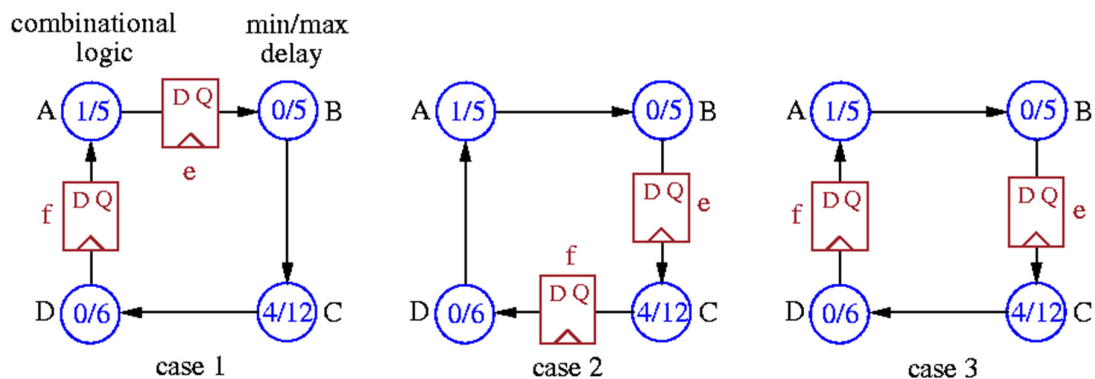 combinational
logic
min/max
delay
A
1/5
D Q
e
0/5
B
f
D Q
D
0/6
4/12
C
case 1
A
1/5
0/5
B
D Q
e
f
D Q
D
0/6
4/12
C
case 2
A
1/5
0/5
B
f
D Q
D Q
e
D
0/6
4/12
C
case 3